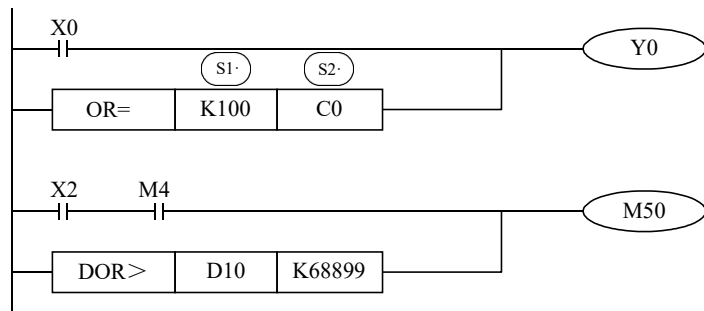 X0
Y0
S1· S2·
OR= K100 C0
X2 M4
M50
DOR＞ D10 K68899